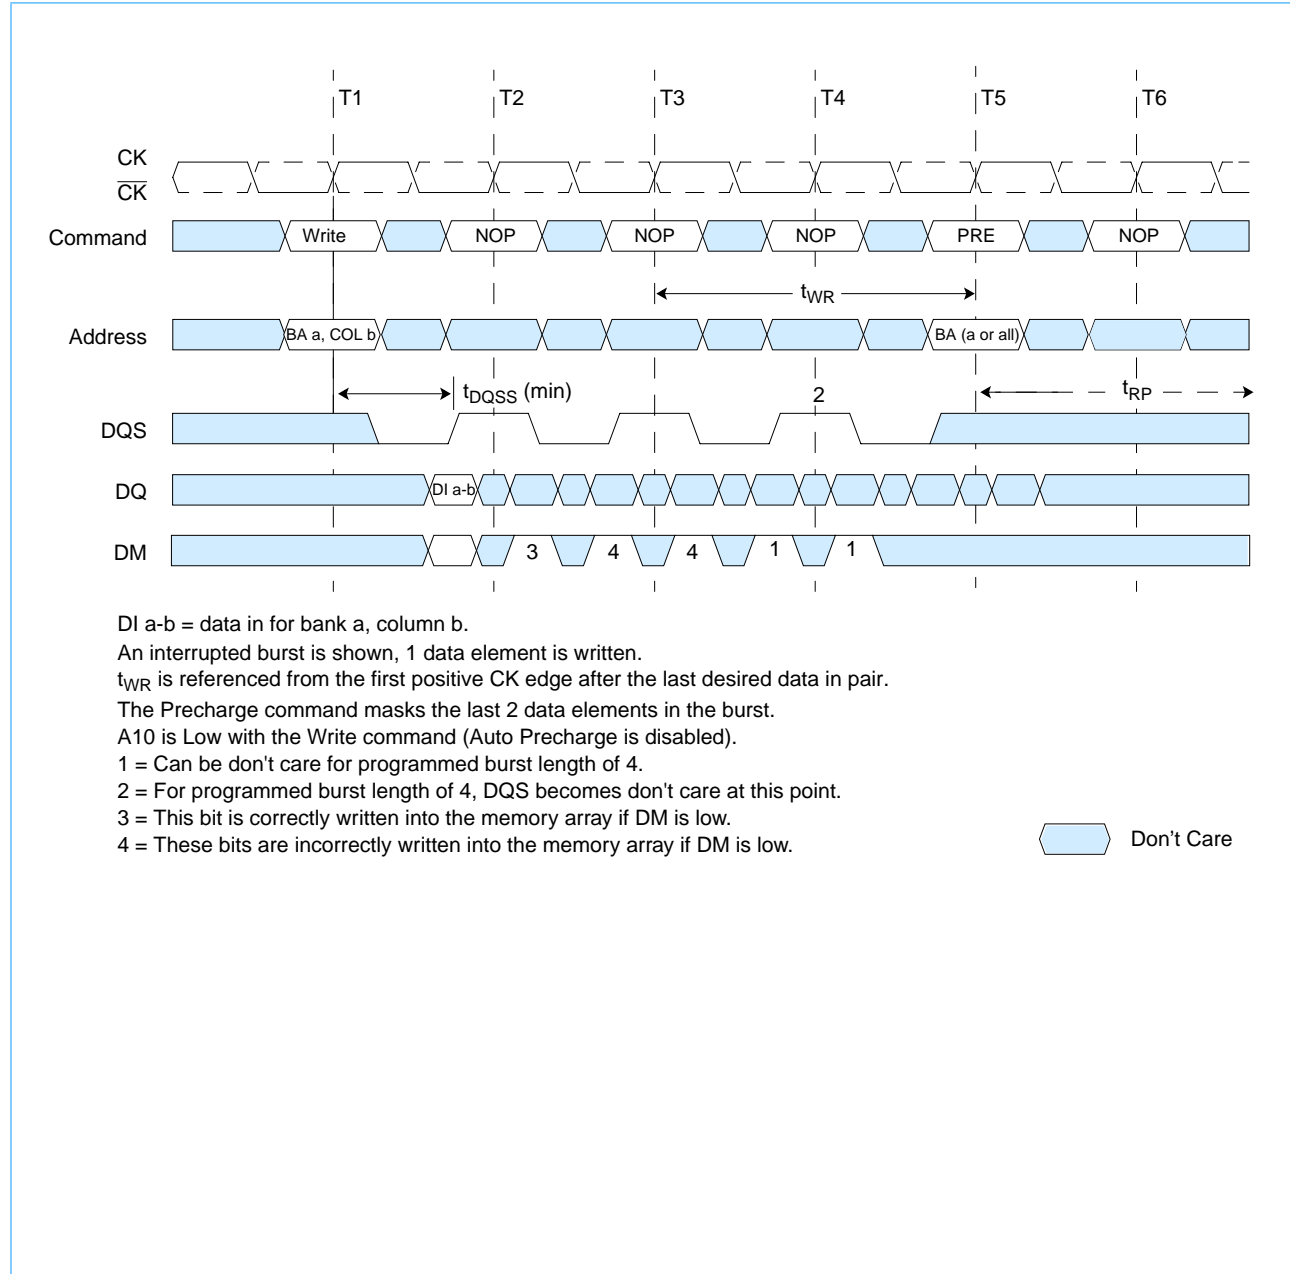 T1 T2 T3 T4 T5 T6
CK
CK
Command Write NOP NOP NOP PRE NOP
tWR
Address BA a, COL b BA (a or all)
tDQSS (min) 2 tRP
DQS
DQ DI a-b
DM 3 4 4 1 1
DI a-b = data in for bank a, column b.
An interrupted burst is shown, 1 data element is written.
tWR is referenced from the first positive CK edge after the last desired data in pair.
The Precharge command masks the last 2 data elements in the burst.
A10 is Low with the Write command (Auto Precharge is disabled).
1 = Can be don't care for programmed burst length of 4.
2 = For programmed burst length of 4, DQS becomes don't care at this point.
3 = This bit is correctly written into the memory array if DM is low.
4 = These bits are incorrectly written into the memory array if DM is low.
Don't Care